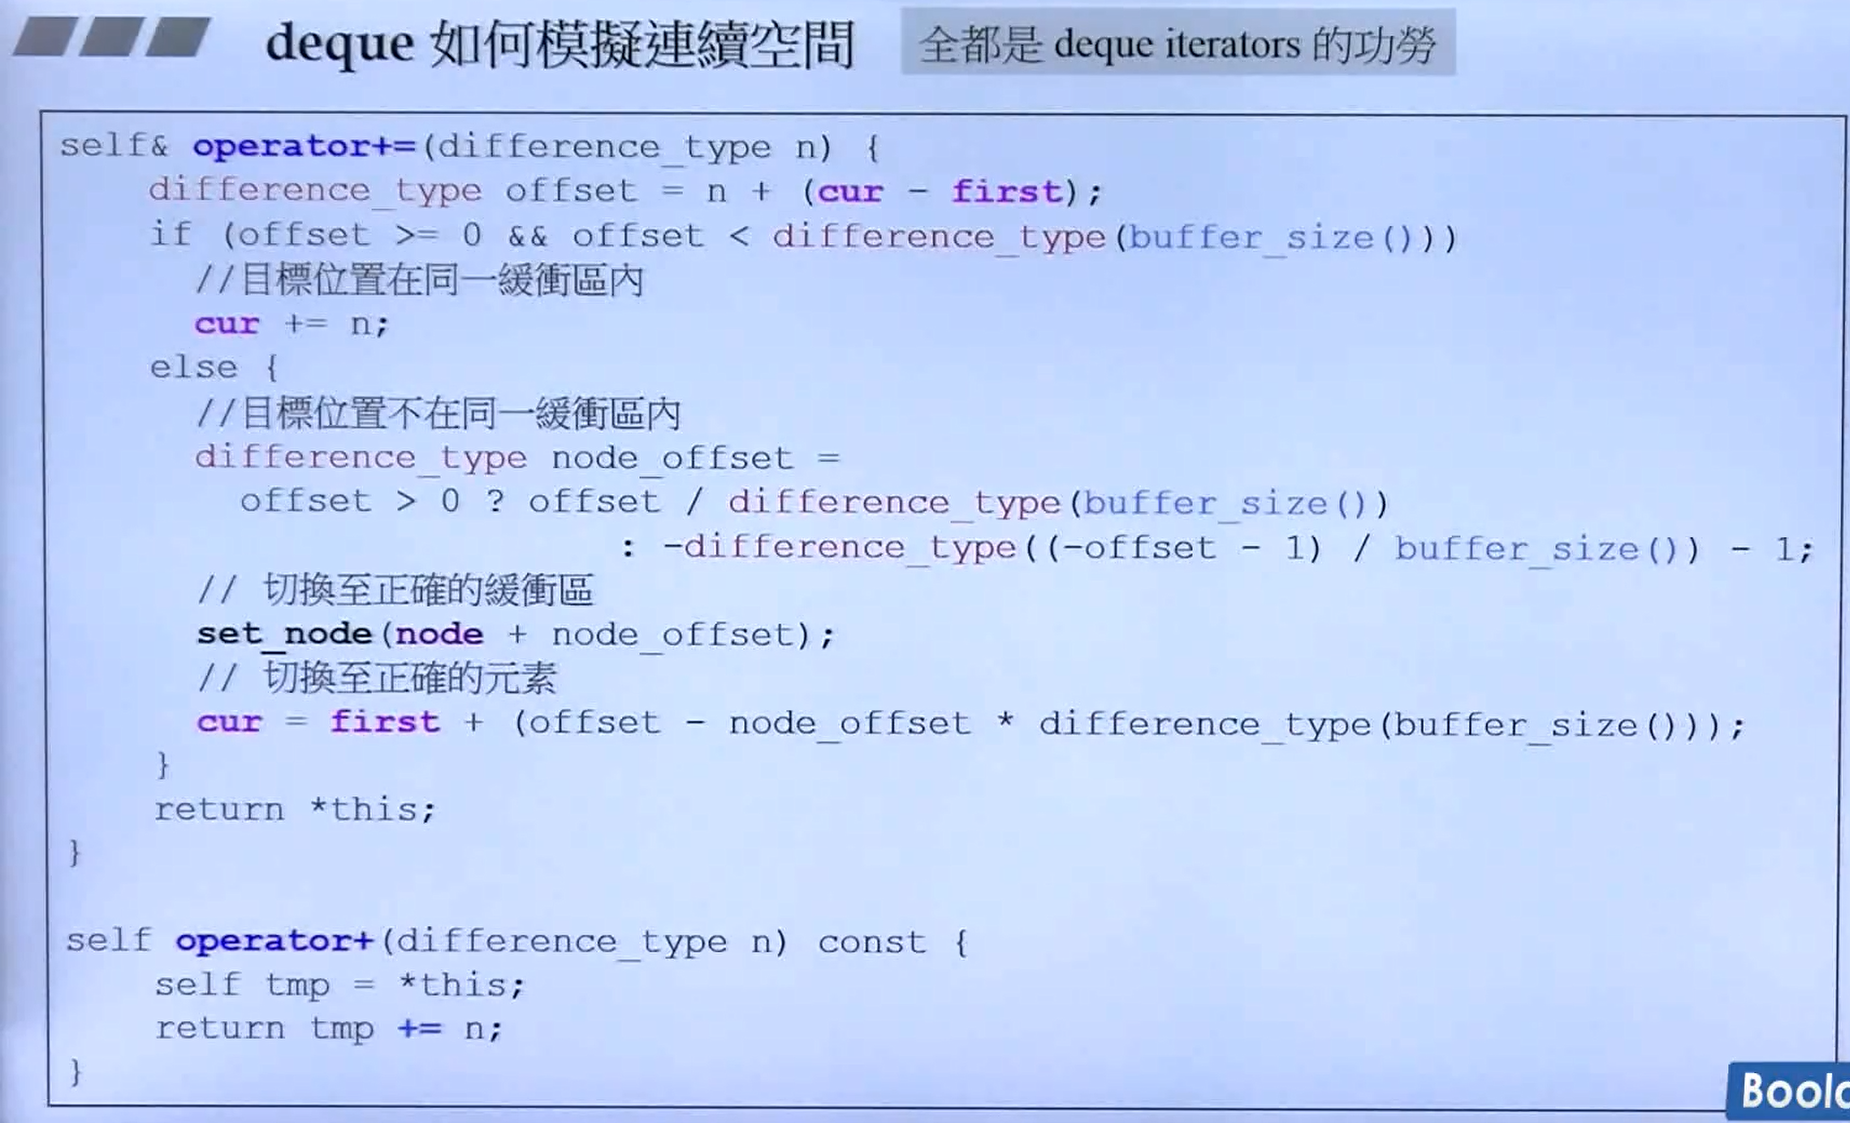 deque 如何模擬連續空間 全都是 deque iterators 的功勞
self& operator+=(difference_type n) {
difference_type offset = n + (cur - first);
if (offset >= 0 && offset < difference_type(buffer_size()))
//目標位置在同一緩衝區內
cur += n;
else {
//目標位置不在同一緩衝區內
difference_type node_offset =
offset > 0 ? offset / difference_type(buffer_size())
: -difference_type((-offset - 1) / buffer_size()) - 1;
// 切換至正確的緩衝區
set_node(node + node_offset);
// 切換至正確的元素
cur = first + (offset - node_offset * difference_type(buffer_size()));
}
return *this;
}
self operator+(difference_type n) const {
self tmp = *this;
return tmp += n;
}